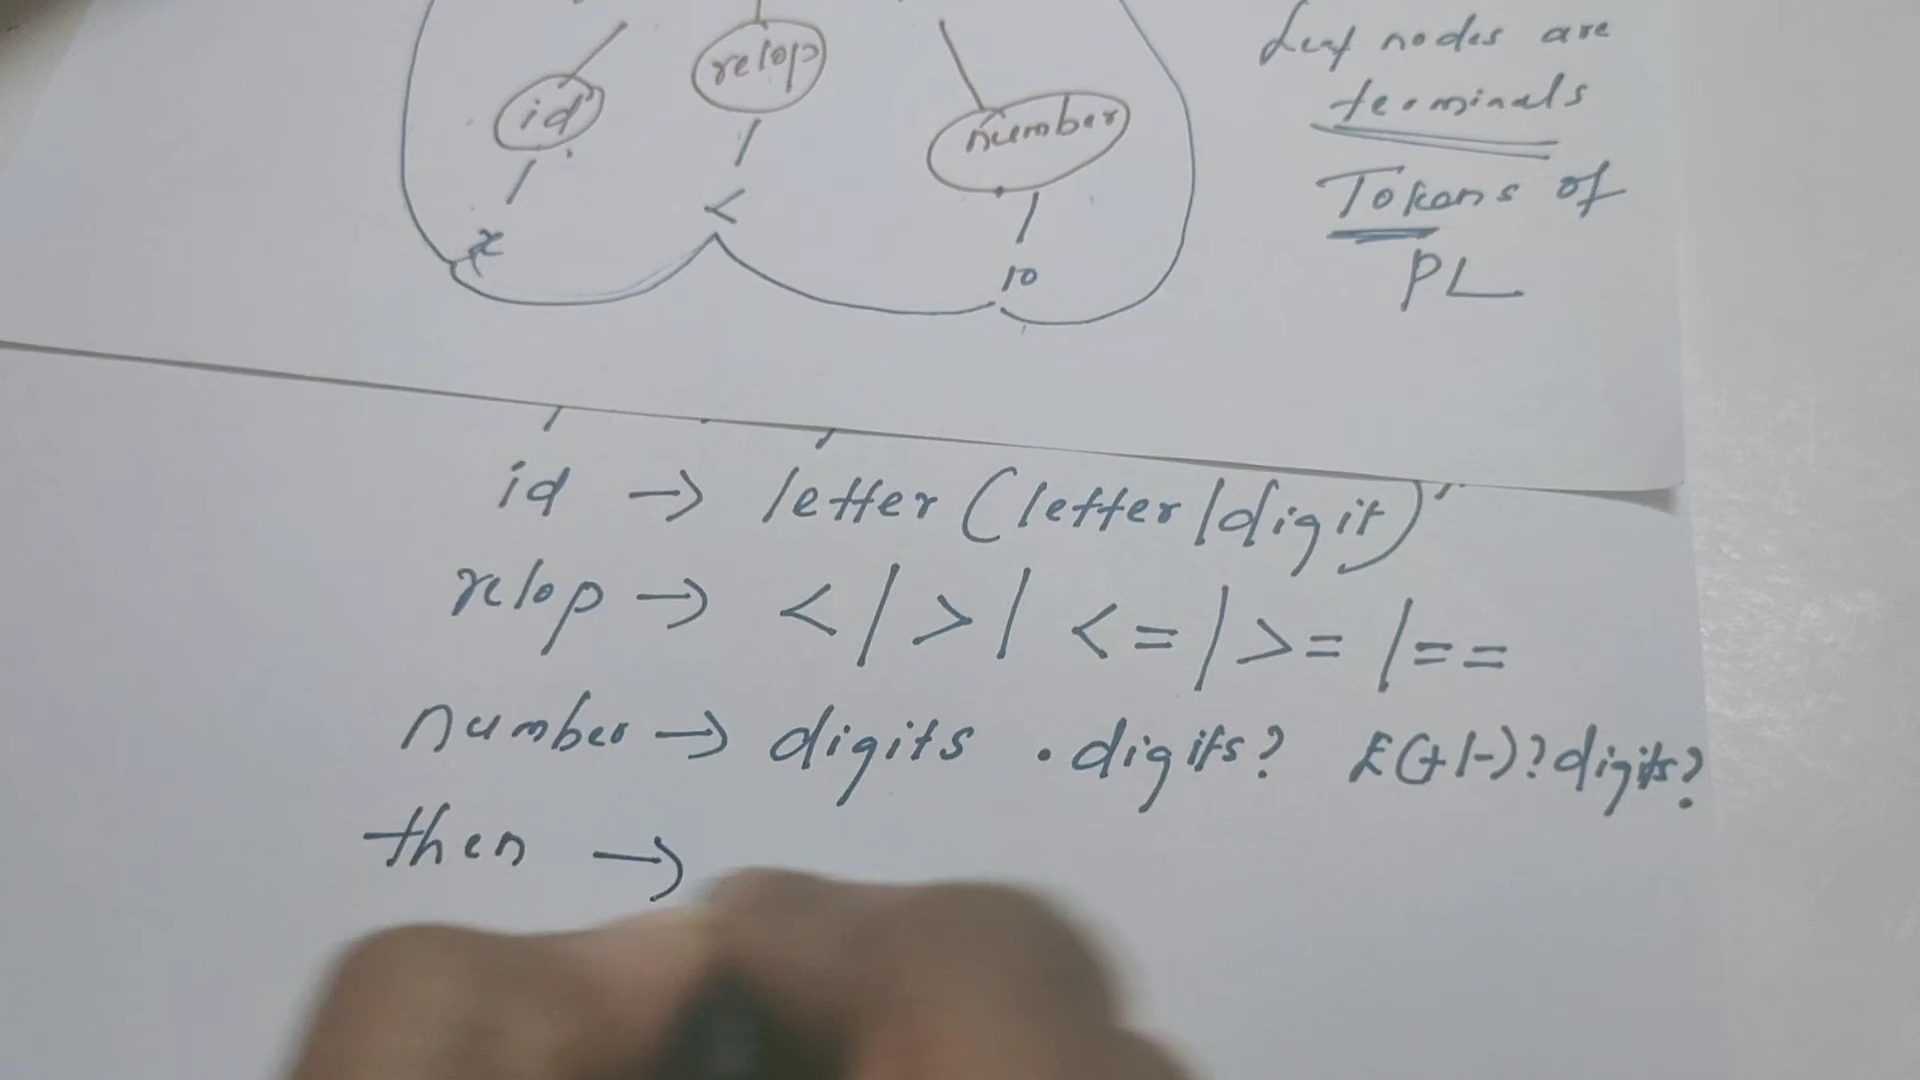 Leaf nodes are
terminals
Tokens of
PL
relop
id
number
<
x
10
id → letter (letter/digit)*
relop → < | > | <= | >= | ==
number → digits . digits? E(+|-)? digits?
then →